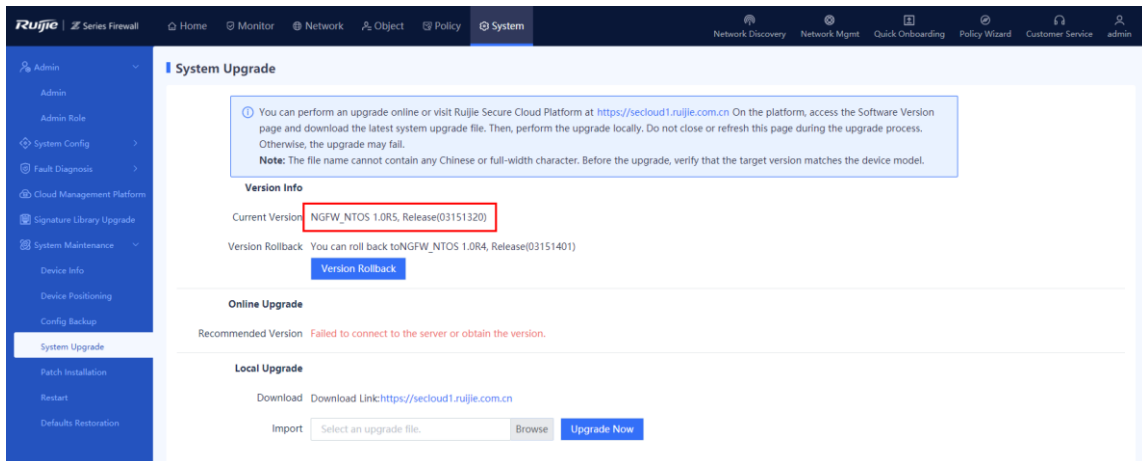 Ruijie | Z Series Firewall
Home
Monitor
Network
Object
Policy
System
Network Discovery
Network Mgmt
Quick Onboarding
Policy Wizard
Customer Service
admin
Admin
Admin
Admin Role
System Config
Fault Diagnosis
Cloud Management Platform
Signature Library Upgrade
System Maintenance
Device Info
Device Positioning
Config Backup
System Upgrade
Patch Installation
Restart
Defaults Restoration
System Upgrade
You can perform an upgrade online or visit Ruijie Secure Cloud Platform at https://secloud1.ruijie.com.cn On the platform, access the Software Version
page and download the latest system upgrade file. Then, perform the upgrade locally. Do not close or refresh this page during the upgrade process.
Otherwise, the upgrade may fail.
Note: The file name cannot contain any Chinese or full-width character. Before the upgrade, verify that the target version matches the device model.
Version Info
Current Version NGFW_NTOS 1.0R5, Release(03151320)
Version Rollback You can roll back toNGFW_NTOS 1.0R4, Release(03151401)
Version Rollback
Online Upgrade
Recommended Version Failed to connect to the server or obtain the version.
Local Upgrade
Download Download Link:https://secloud1.ruijie.com.cn
Import Select an upgrade file. Browse Upgrade Now